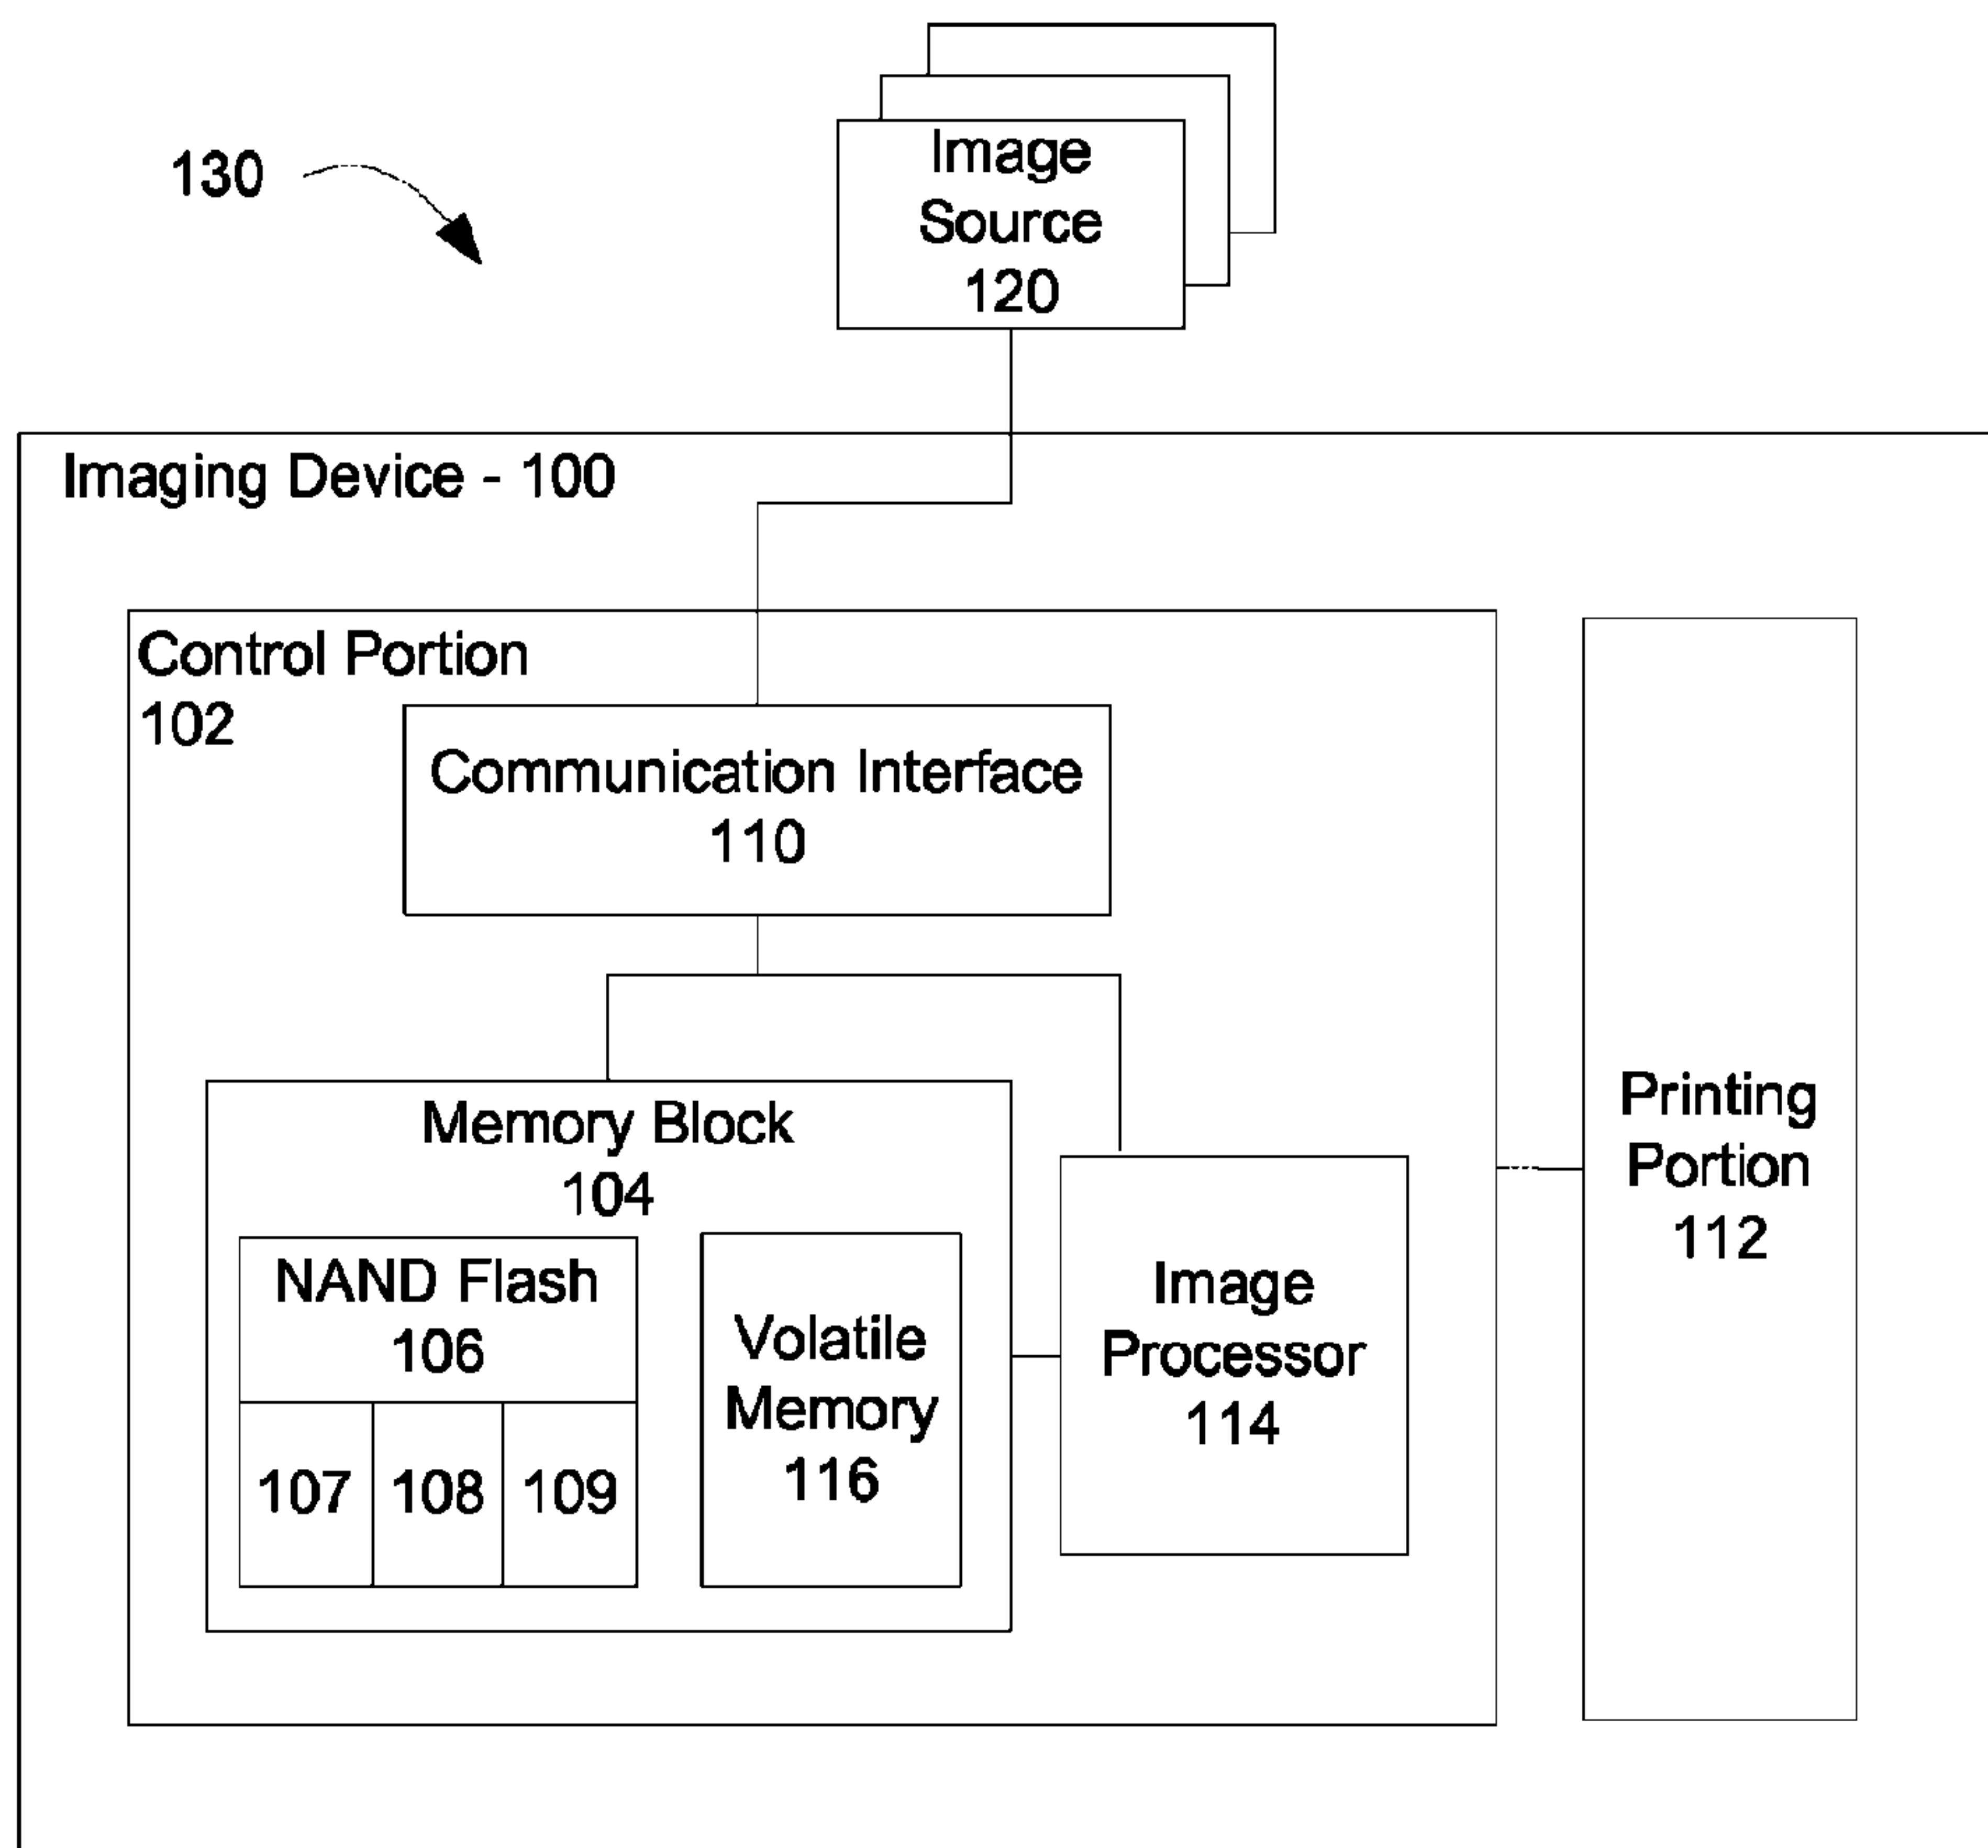 130
Image
Source
120
Imaging Device - 100
Control Portion
102
Communication Interface
110
Memory Block
104
NAND Flash
106
107 108 109
Volatile
Memory
116
Image
Processor
114
Printing
Portion
112